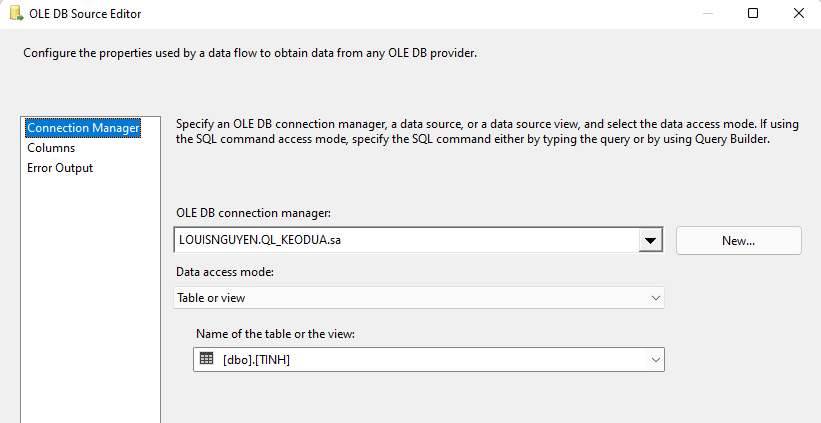 OLE DB Source Editor
Configure the properties used by a data flow to obtain data from any OLE DB provider.
Connection Manager
Columns
Error Output
Specify an OLE DB connection manager, a data source, or a data source view, and select the data access mode. If using
the SQL command access mode, specify the SQL command either by typing the query or by using Query Builder.
OLE DB connection manager:
LOUISNGUYEN.QL_KEODUA.sa
New...
Data access mode:
Table or view
Name of the table or the view:
[dbo].[TINH]